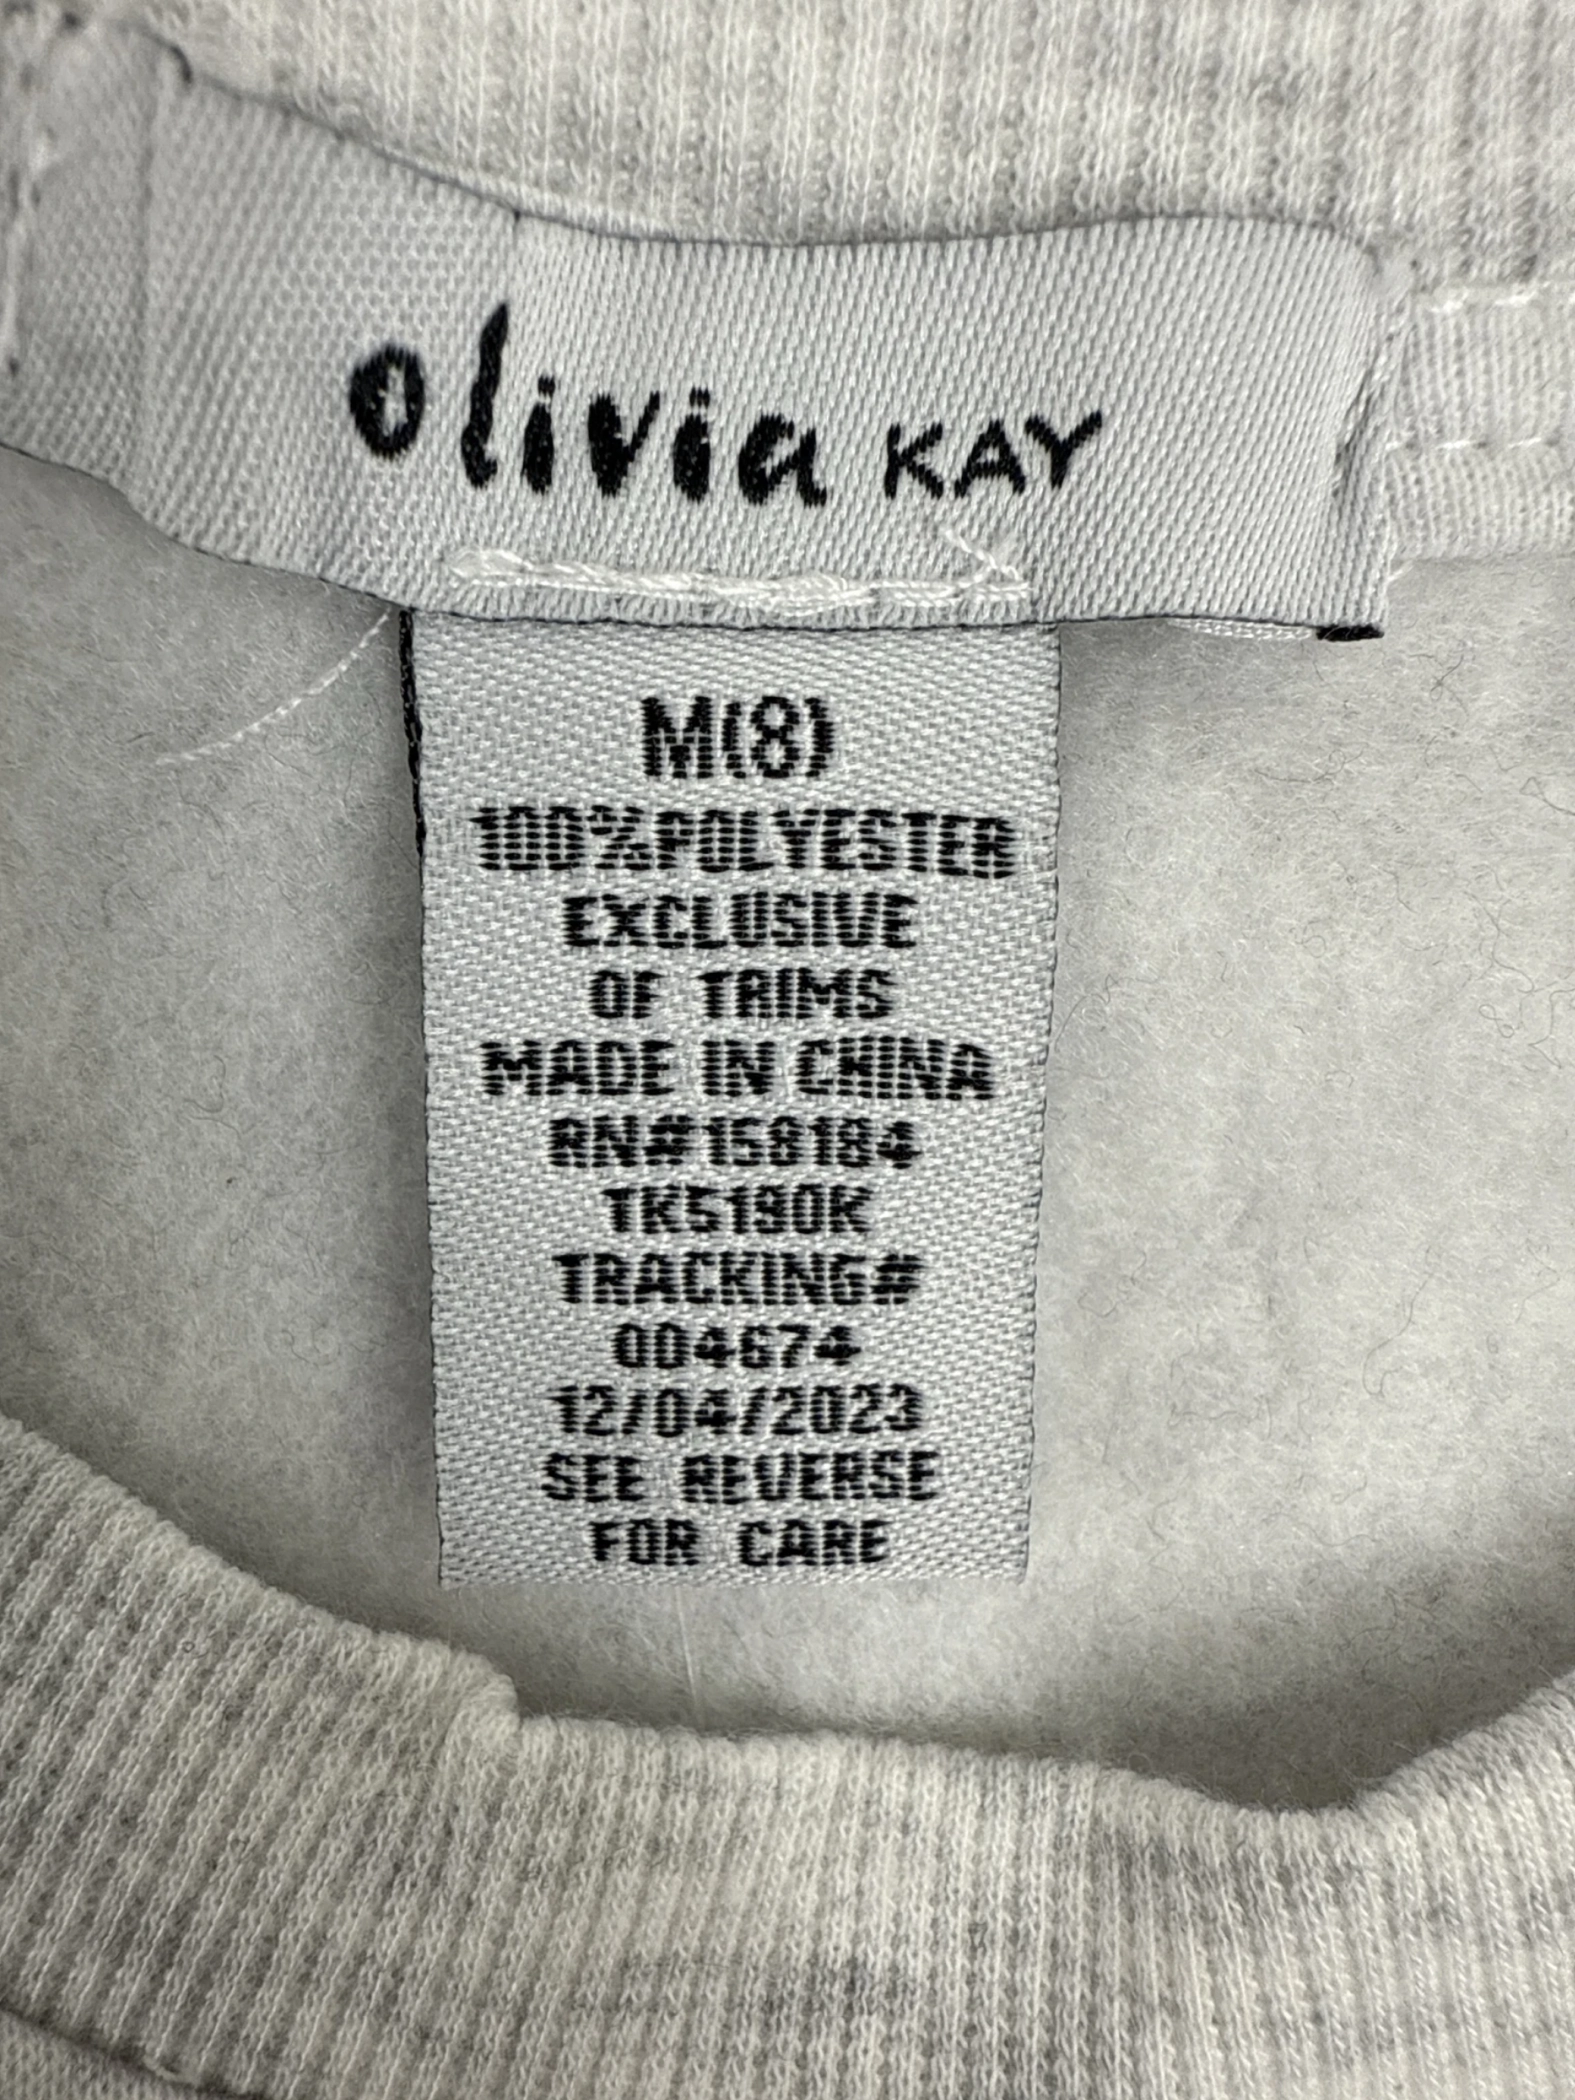 Olivia KAY
M(8)
100%POLYESTER
EXCLUSIVE
OF TRIMS
MADE IN CHINA
RN#158184
TK5190K
TRACKING#
004674
12/04/2023
SEE REVERSE
FOR CARE